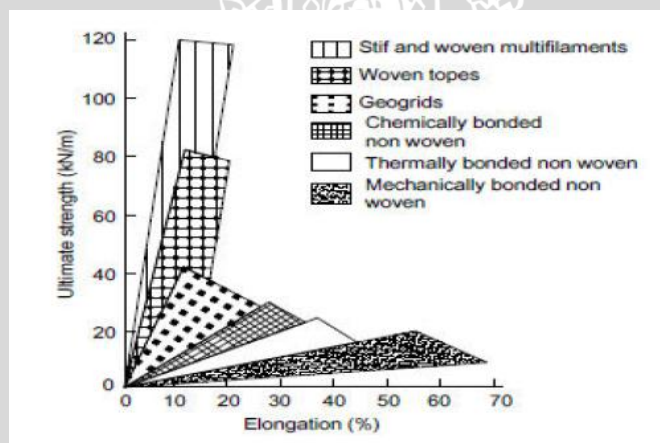 120
100
80
60
40
20
0
Ultimate strength (kN/m)
0 10 20 30 40 50 60 70
Elongation (%)
Stif and woven multifilaments
Woven topes
Geogrids
Chemically bonded
non woven
Thermally bonded non woven
Mechanically bonded non
woven